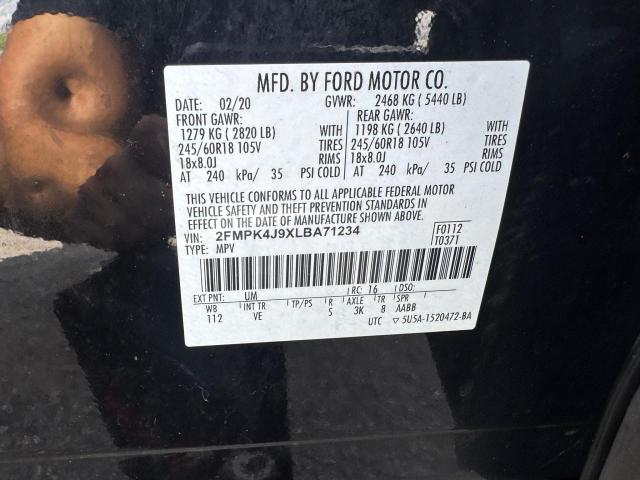 MFD. BY FORD MOTOR CO.
DATE: 02/20 GVWR: 2468 KG ( 5440 LB)
FRONT GAWR: REAR GAWR:
1279 KG ( 2820 LB) WITH 1198 KG ( 2640 LB) WITH
245/60R18 105V TIRES 245/60R18 105V TIRES
18x8.0J RIMS 18x8.0J RIMS
AT 240 kPa/ 35 PSI COLD AT 240 kPa/ 35 PSI COLD
THIS VEHICLE CONFORMS TO ALL APPLICABLE FEDERAL MOTOR
VEHICLE SAFETY AND THEFT PREVENTION STANDARDS IN
EFFECT ON THE DATE OF MANUFACTURE SHOWN ABOVE.
VIN: 2FMPK4J9XLBA71234 F0112
TYPE: MPV T0371
EXT PNT: UM RC: 16 DSO:
WB INT TR TP/PS R AXLE TR SPR
112 VE S 3K 8 AABB
UTC ▽ 5U5A-1520472-BA